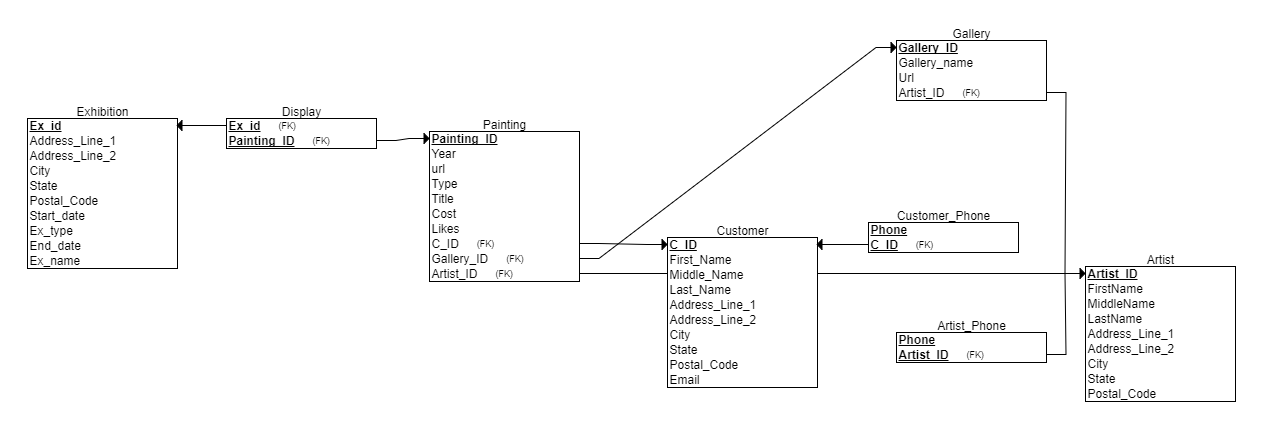 Exhibition
Ex_id
Address_Line_1
Address_Line_2
City
State
Postal_Code
Start_date
Ex_type
End_date
Ex_name
Display
Ex_id (FK)
Painting_ID (FK)
Painting
Painting_ID
Year
url
Type
Title
Cost
Likes
C_ID (FK)
Gallery_ID (FK)
Artist_ID (FK)
Customer
C_ID
First_Name
Middle_Name
Last_Name
Address_Line_1
Address_Line_2
City
State
Postal_Code
Email
Gallery
Gallery_ID
Gallery_name
Url
Artist_ID (FK)
Customer_Phone
Phone
C_ID (FK)
Artist_Phone
Phone
Artist_ID (FK)
Artist
Artist_ID
FirstName
MiddleName
LastName
Address_Line_1
Address_Line_2
City
State
Postal_Code